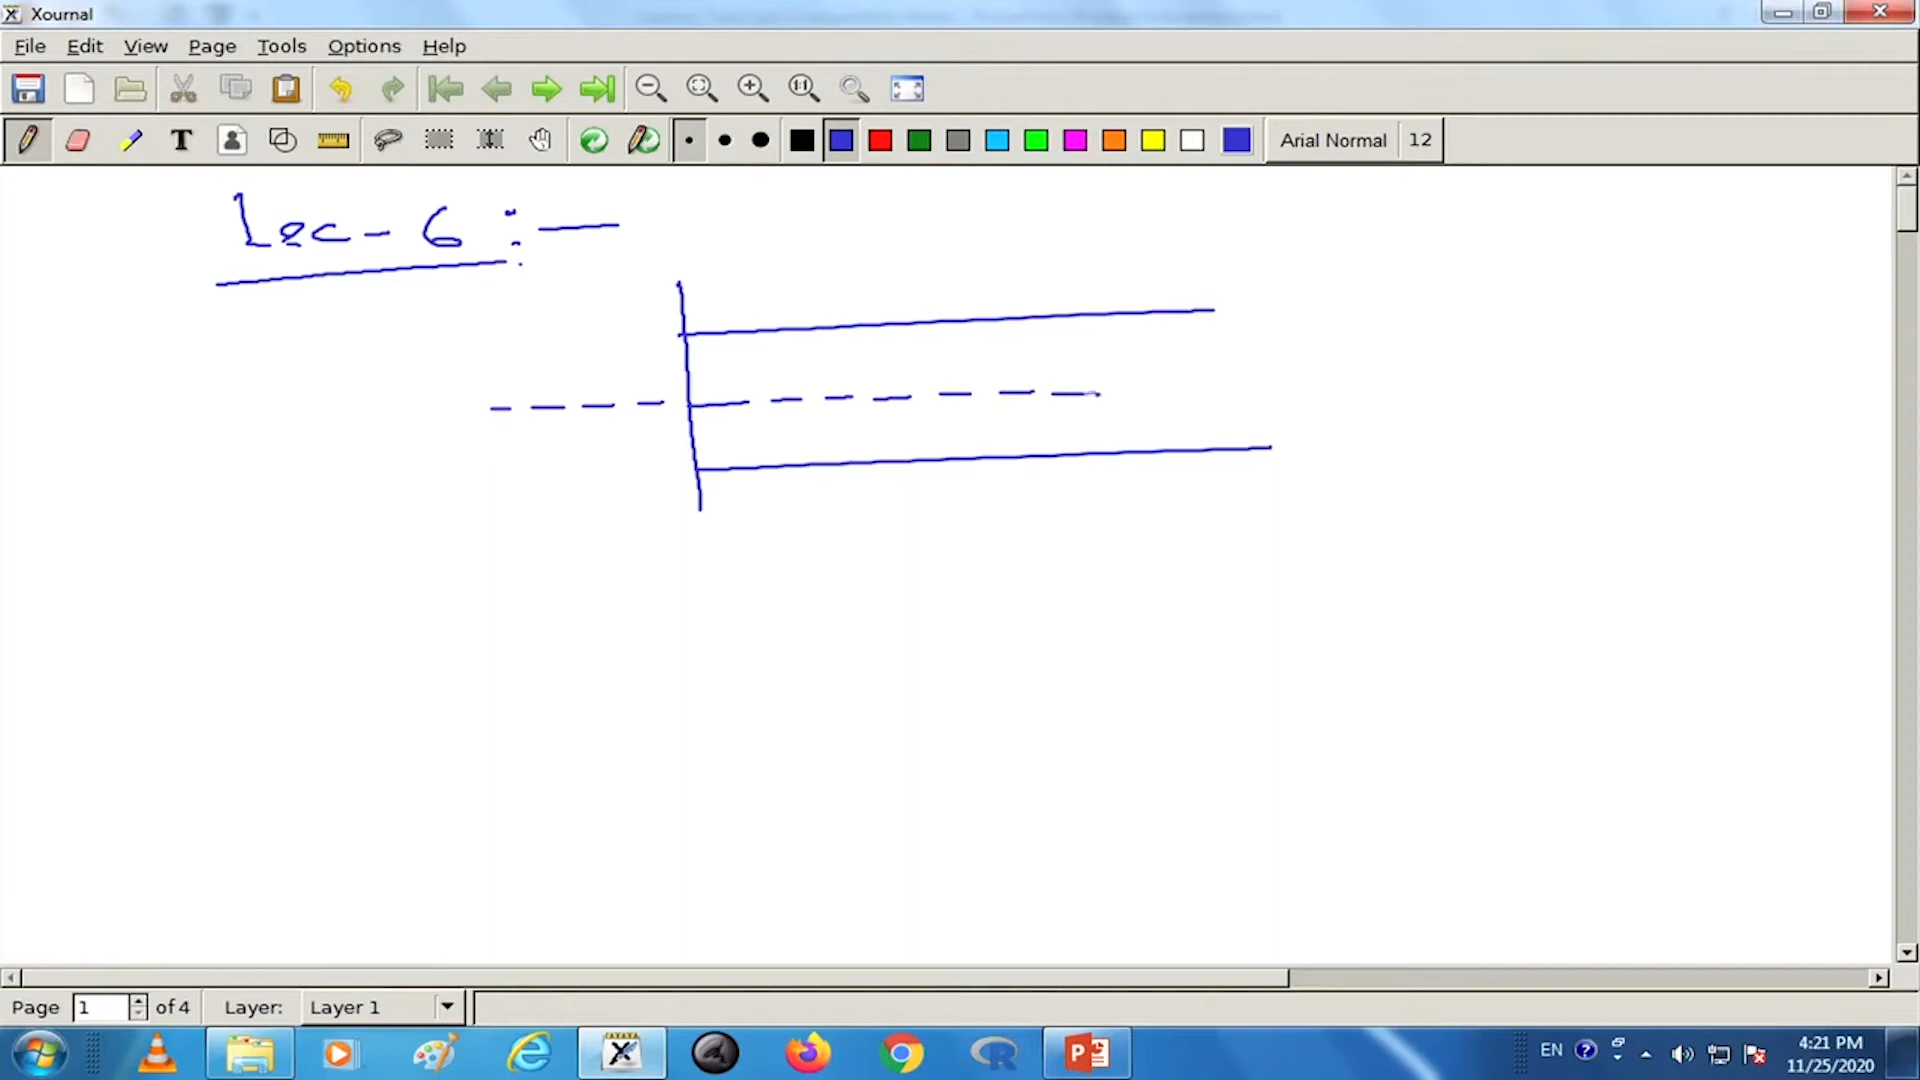 Xournal
File Edit View Page Tools Options Help
T Arial Normal 12
Lec - 6 :-
Page 1 of 4 Layer: Layer 1
EN 4:21 PM
11/25/2020